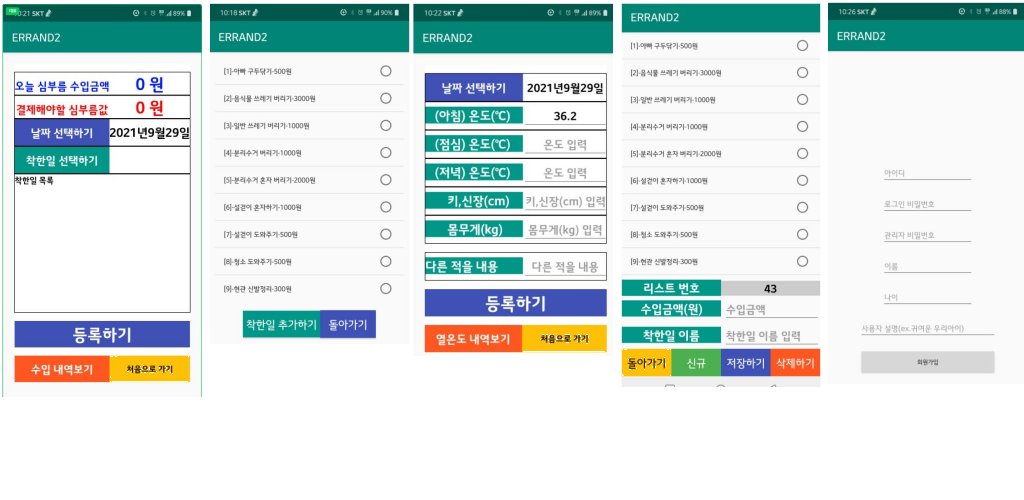 10:21 SKT 89%
ERRAND2
오늘 심부름 수입금액 0 원
결제해야할 심부름값 0 원
날짜 선택하기 2021년9월29일
착한일 선택하기
착한일 목록
등록하기
수입 내역보기 처음으로 가기
10:18 SKT 90%
ERRAND2
[1]-아빠 구두닦기-500원
[2]-음식물 쓰레기 버리기-3000원
[3]-일반 쓰레기 버리기-1000원
[4]-분리수거 버리기-1000원
[5]-분리수거 혼자 버리기-2000원
[6]-설겆이 혼자하기-1000원
[7]-설겆이 도와주기-500원
[8]-청소 도와주기-500원
[9]-현관 신발정리-300원
착한일 추가하기 돌아가기
10:22 SKT 89%
ERRAND2
날짜 선택하기 2021년9월29일
(아침) 온도(℃) 36.2
(점심) 온도(℃) 온도 입력
(저녁) 온도(℃) 온도 입력
키,신장(cm) 키,신장(cm) 입력
몸무게(kg) 몸무게(kg) 입력
다른 적을 내용 다른 적을 내용
등록하기
열온도 내역보기 처음으로 가기
ERRAND2
[1]-아빠 구두닦기-500원
[2]-음식물 쓰레기 버리기-3000원
[3]-일반 쓰레기 버리기-1000원
[4]-분리수거 버리기-1000원
[5]-분리수거 혼자 버리기-2000원
[6]-설겆이 혼자하기-1000원
[7]-설겆이 도와주기-500원
[8]-청소 도와주기-500원
[9]-현관 신발정리-300원
리스트 번호 43
수입금액(원) 수입금액
착한일 이름 착한일 이름 입력
돌아가기 신규 저장하기 삭제하기
10:26 SKT 88%
ERRAND2
아이디
로그인 비밀번호
관리자 비밀번호
이름
나이
사용자 설명(ex.귀여운 우리아이)
회원가입